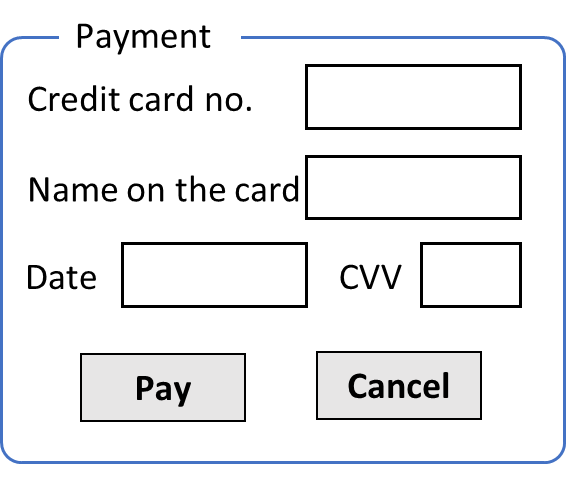 Payment
Credit card no.
Name on the card
Date CVV
Pay Cancel